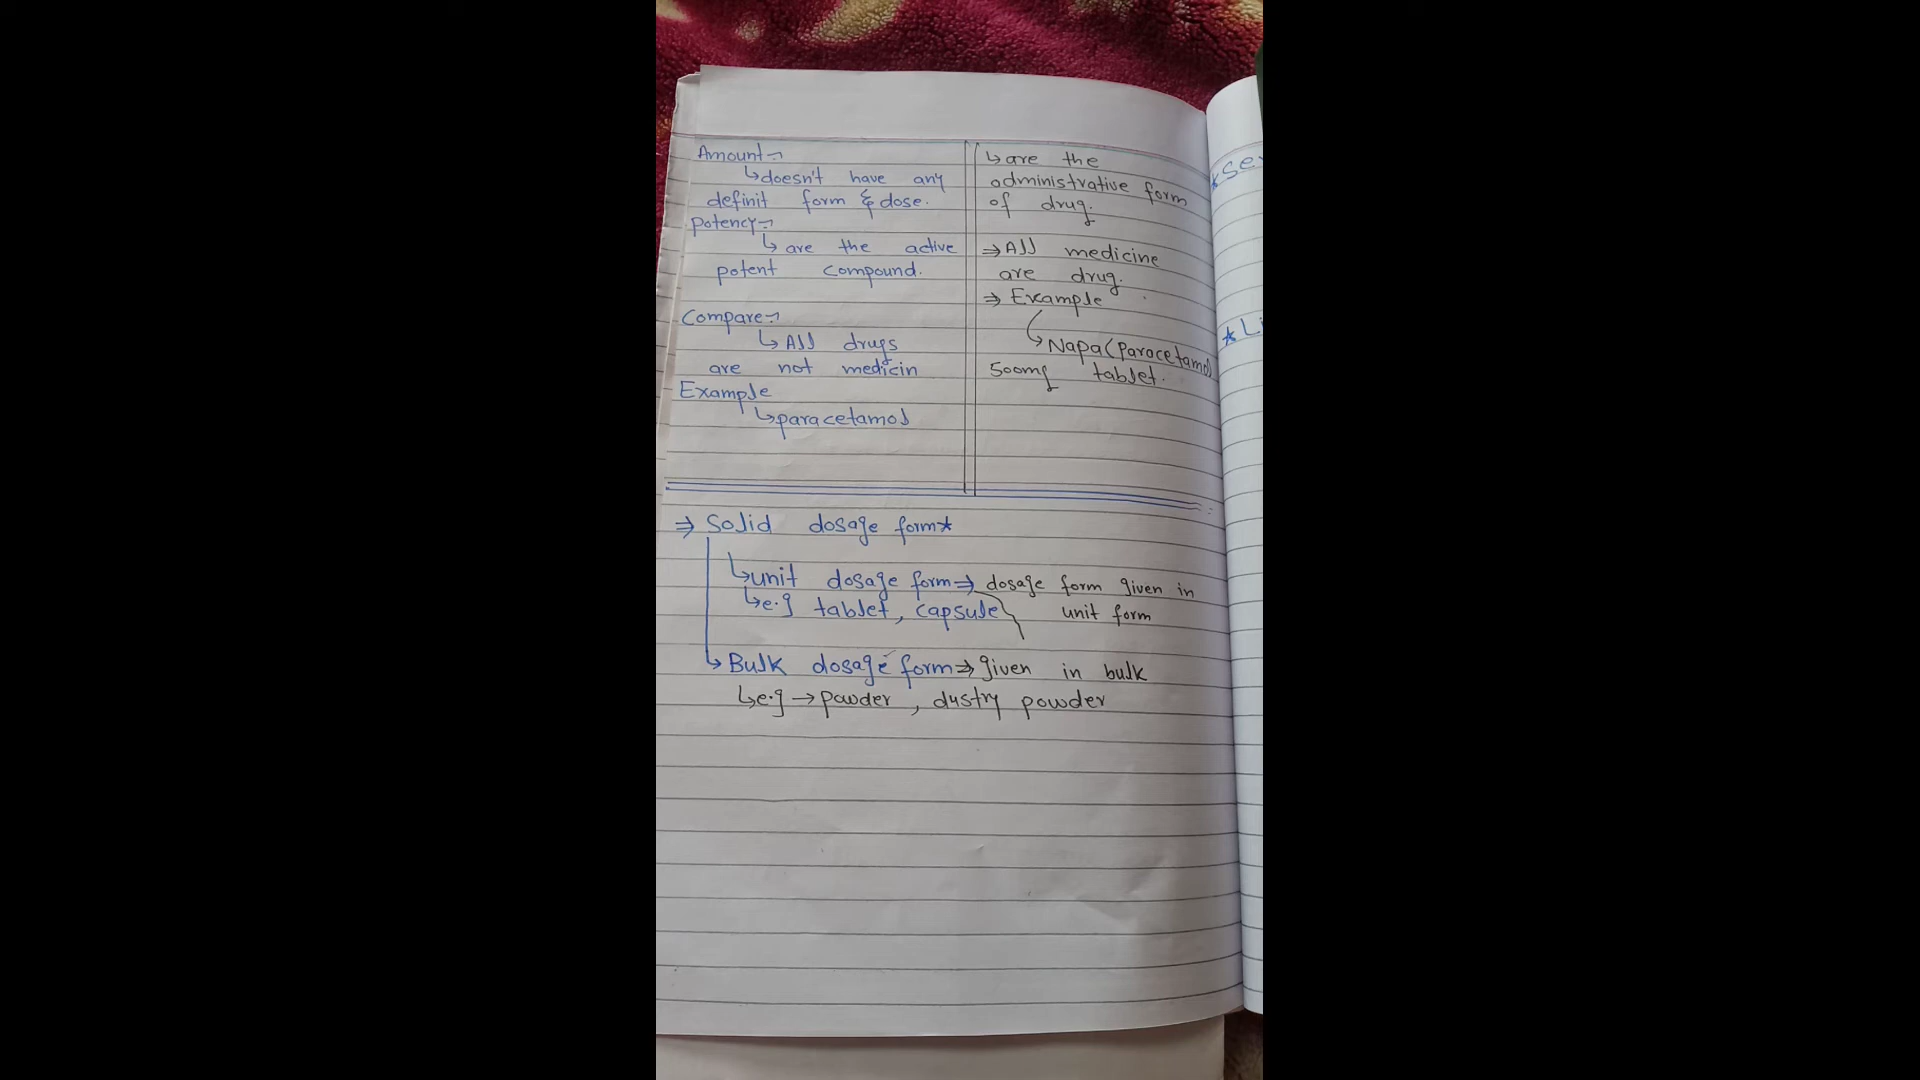 Amount:-
↳doesn't have any
definit form & dose.
Potency:-
↳ are the active
potent compound.
Compare:-
↳ All drugs
are not medicin
Example
↳paracetamol
↳are the
administrative form
of drug.
⇒All medicine
are drug.
⇒ Example
↳Napa(Paracetamol
500mg tablet.
⇒ Solid dosage form*
↳unit dosage form⇒ dosage form given in
unit form
↳e.g tablet, capsule
↳Bulk dosage form⇒given in bulk
↳e.g → powder, dustry powder
*Se
*Li